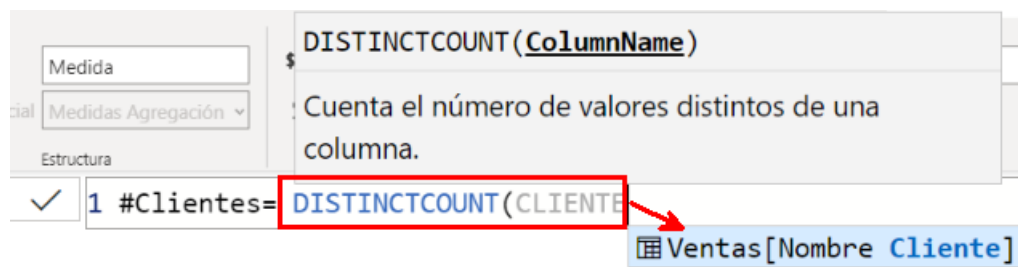 DISTINCTCOUNT(ColumnName)
$
Medida
Cuenta el número de valores distintos de una
columna.
cial Medidas Agregación
Estructura
1 #Clientes= DISTINCTCOUNT(CLIENTE
Ventas[Nombre Cliente]